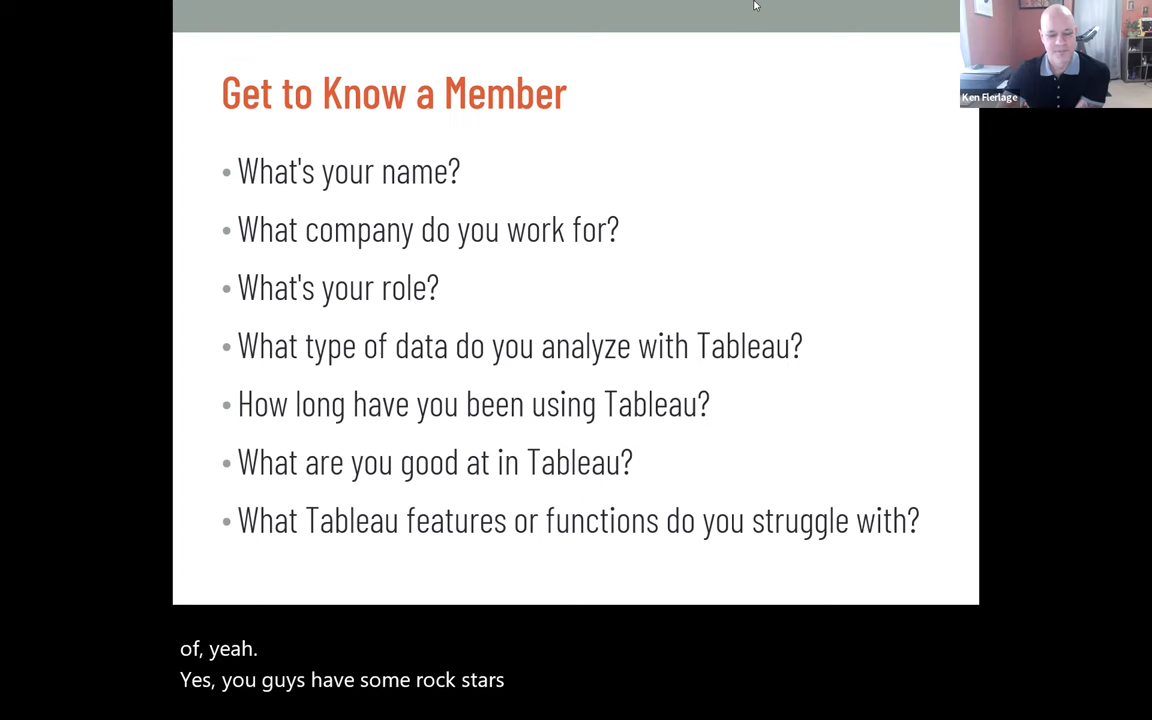 Get to Know a Member
Ken Flerlage
• What's your name?
• What company do you work for?
• What's your role?
• What type of data do you analyze with Tableau?
• How long have you been using Tableau?
• What are you good at in Tableau?
• What Tableau features or functions do you struggle with?
of, yeah.
Yes, you guys have some rock stars